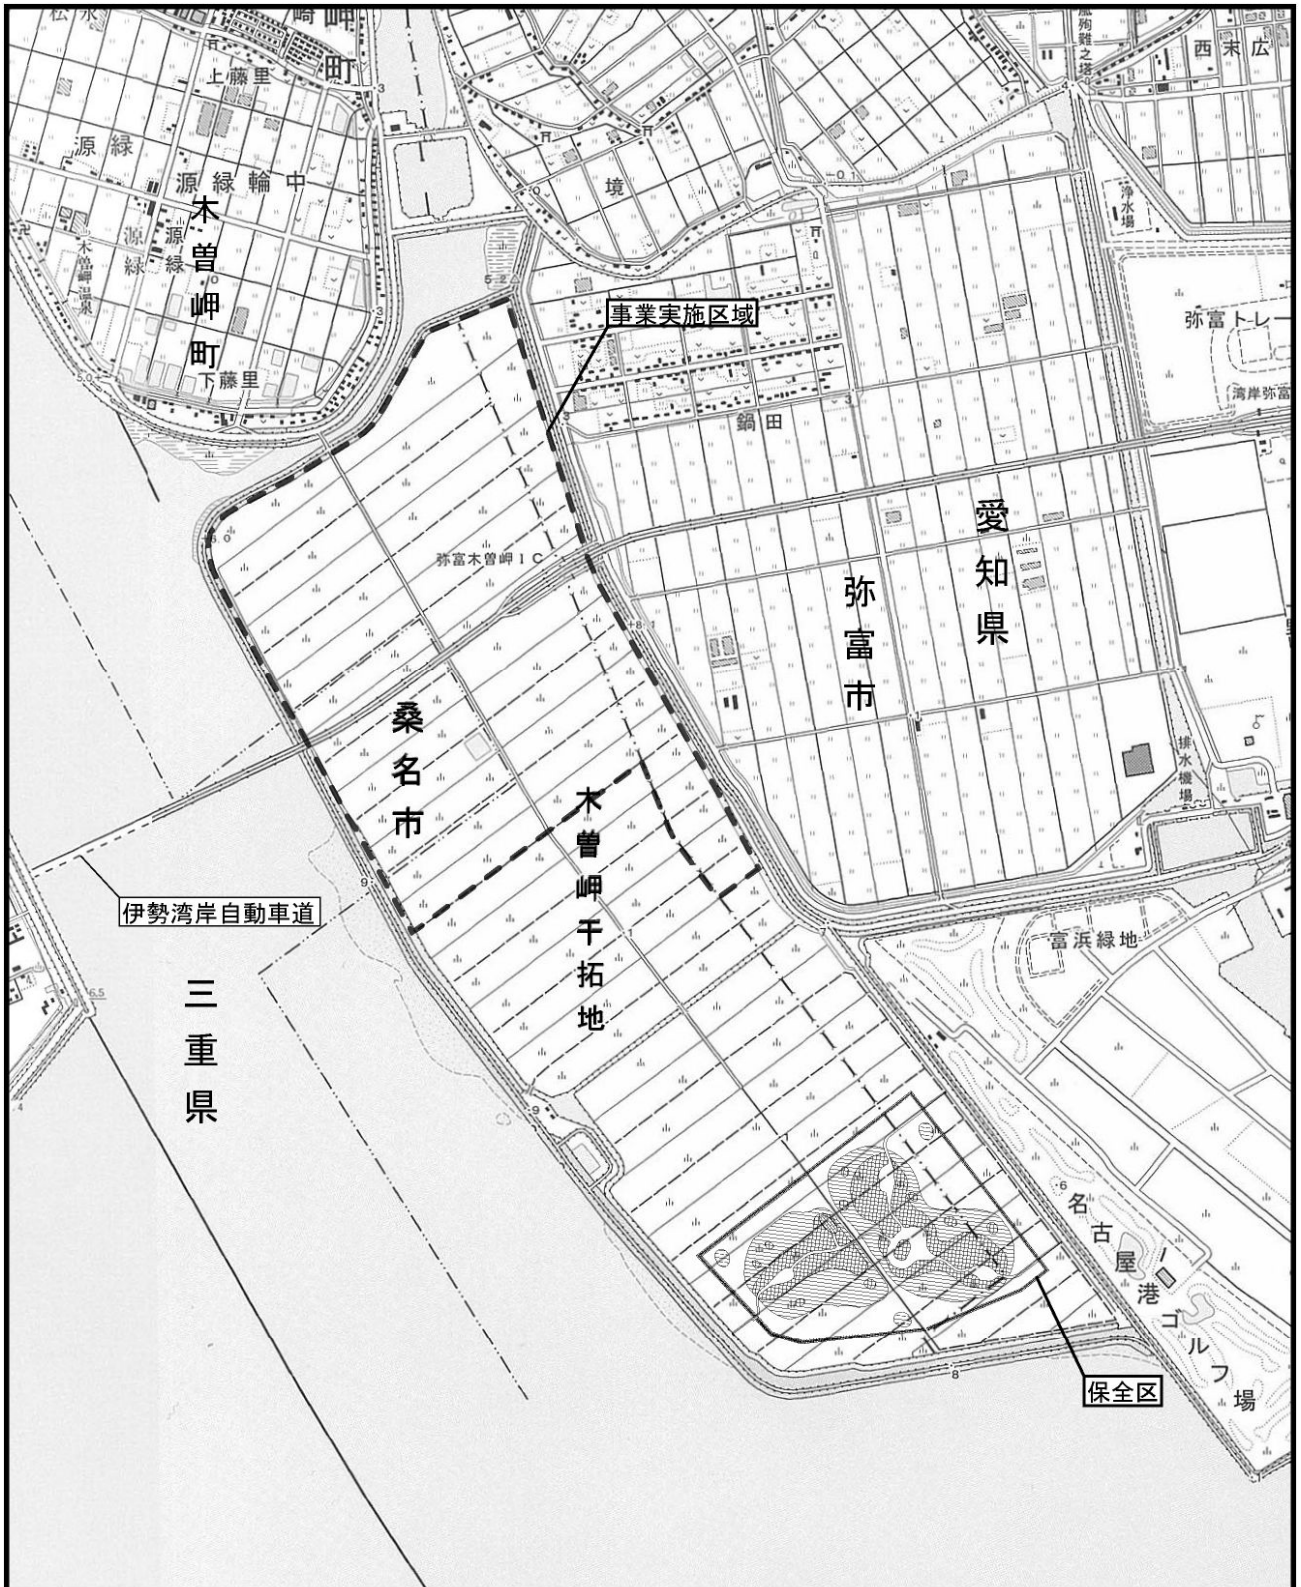 松永
崎
岬
町
上藤里
源緑
源緑輪中
木曽岬町
源緑
源緑
木曽岬温泉
下藤里
境
西末広
浄水場
弥富トレー
湾岸弥富
事業実施区域
鍋田
弥富木曽岬IC
愛知県
弥富市
桑名市
木曽岬干拓地
排水機場
伊勢湾岸自動車道
三重県
富浜緑地
名古屋港ゴルフ場
保全区